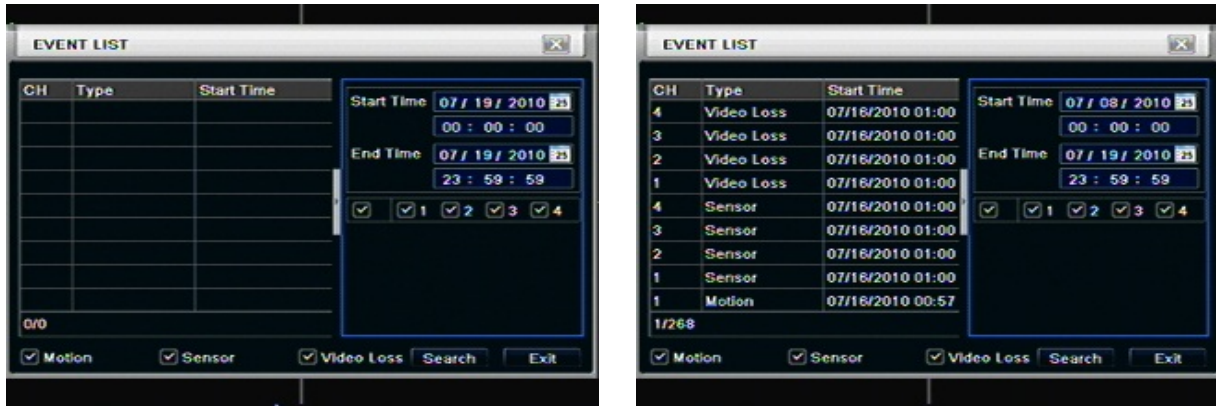 EVENT LIST
CH Type Start Time
0/0
Start Time 07 / 19 / 2010 25
00 : 00 : 00
End Time 07 / 19 / 2010 25
23 : 59 : 59
1 2 3 4
Motion Sensor Video Loss Search Exit
EVENT LIST
CH Type Start Time
4 Video Loss 07/16/2010 01:00
3 Video Loss 07/16/2010 01:00
2 Video Loss 07/16/2010 01:00
1 Video Loss 07/16/2010 01:00
4 Sensor 07/16/2010 01:00
3 Sensor 07/16/2010 01:00
2 Sensor 07/16/2010 01:00
1 Sensor 07/16/2010 01:00
1 Motion 07/16/2010 00:57
1/268
Start Time 07 / 08 / 2010 25
00 : 00 : 00
End Time 07 / 19 / 2010 25
23 : 59 : 59
1 2 3 4
Motion Sensor Video Loss Search Exit